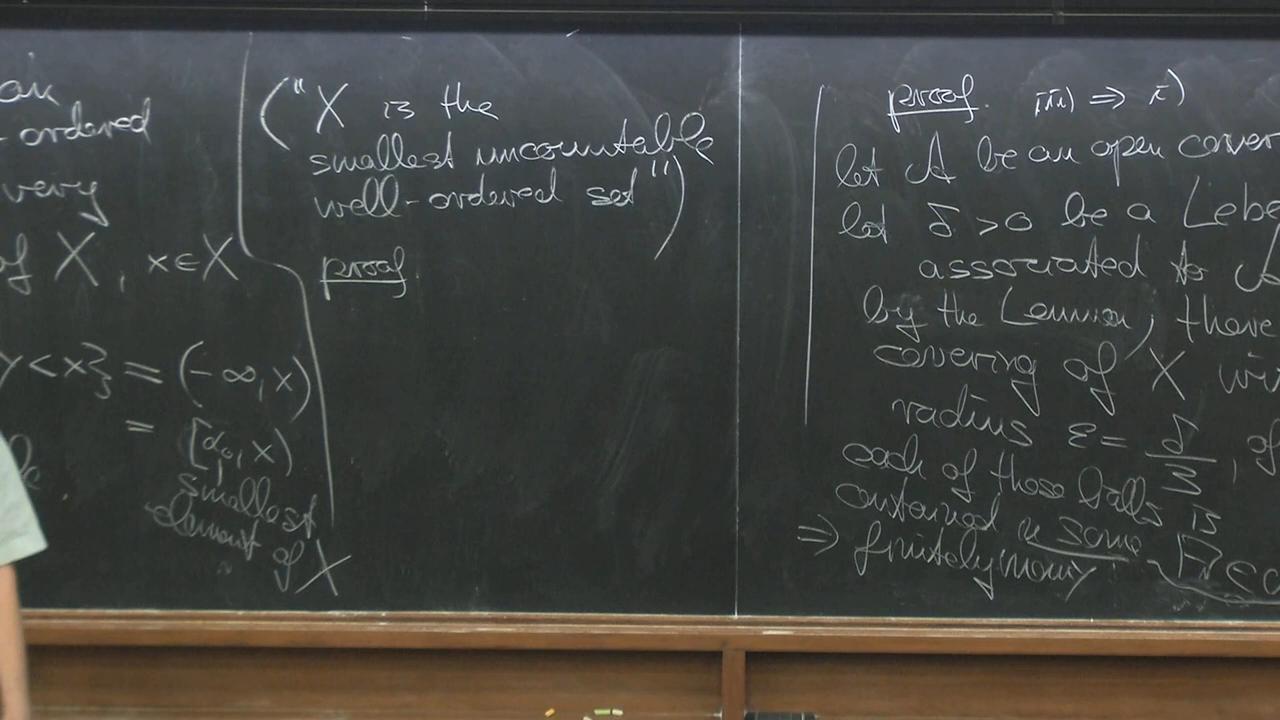 - ordered
of X, x ∈ X
y < x} = (-∞, x)
= [α₀, x)
smallest
element
of X
(" X is the
smallest uncountable
well-ordered set ")
proof.
proof. iii) ⇒ i)
let A be an open cover
let δ > 0 be a Lebe
associated to
by the Lemma, there
covering of X wi
radius ε = δ/3, of
each of those balls is
contained in some
⇒ finitely many